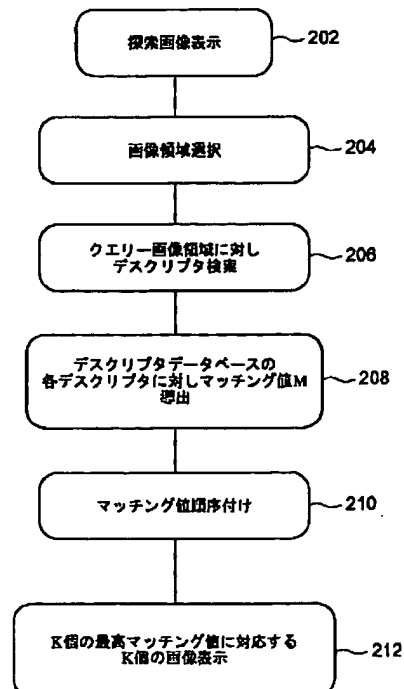 探索画像表示
202
画像領域選択
204
クエリー画像領域に対し
デスクリプタ検索
206
デスクリプタデータベースの
各デスクリプタに対しマッチング値M
導出
208
マッチング値順序付け
210
K個の最高マッチング値に対応する
K個の画像表示
212